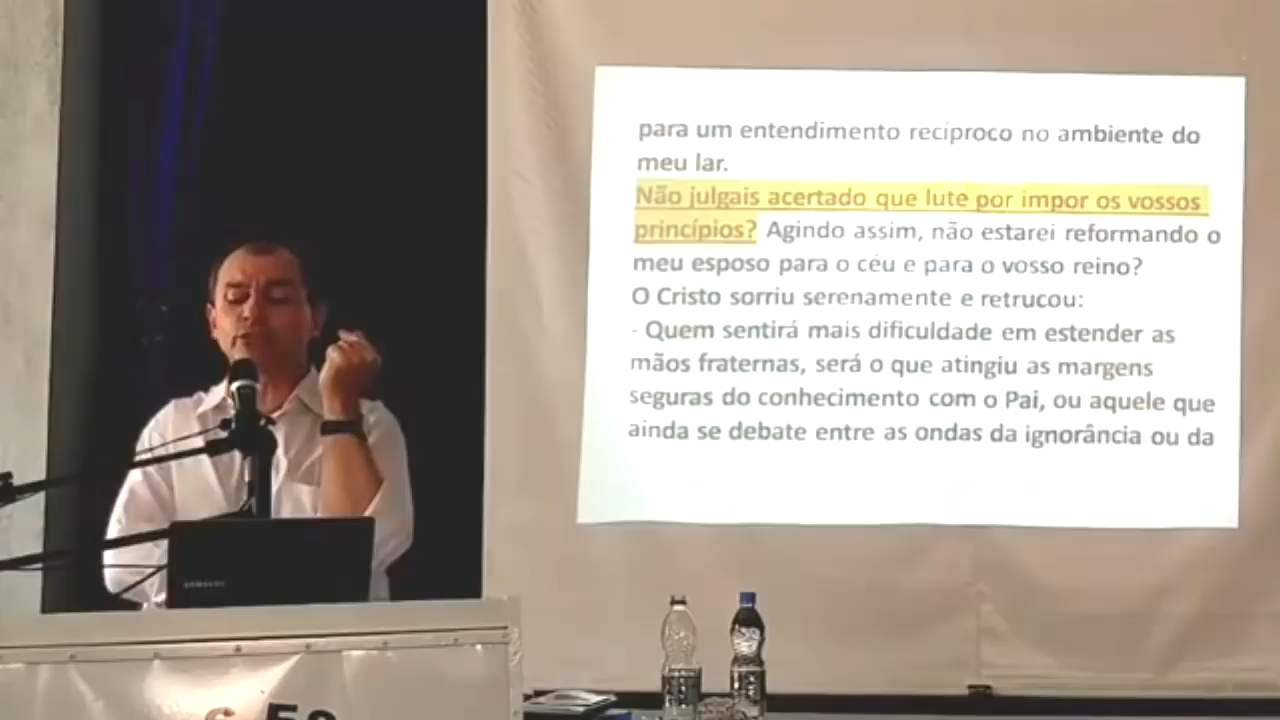 para um entendimento recíproco no ambiente do
meu lar.
Não julgais acertado que lute por impor os vossos
princípios? Agindo assim, não estarei reformando o
meu esposo para o céu e para o vosso reino?
O Cristo sorriu serenamente e retrucou:
- Quem sentirá mais dificuldade em estender as
mãos fraternas, será o que atingiu as margens
seguras do conhecimento com o Pai, ou aquele que
ainda se debate entre as ondas da ignorância ou da
SAMSUNG